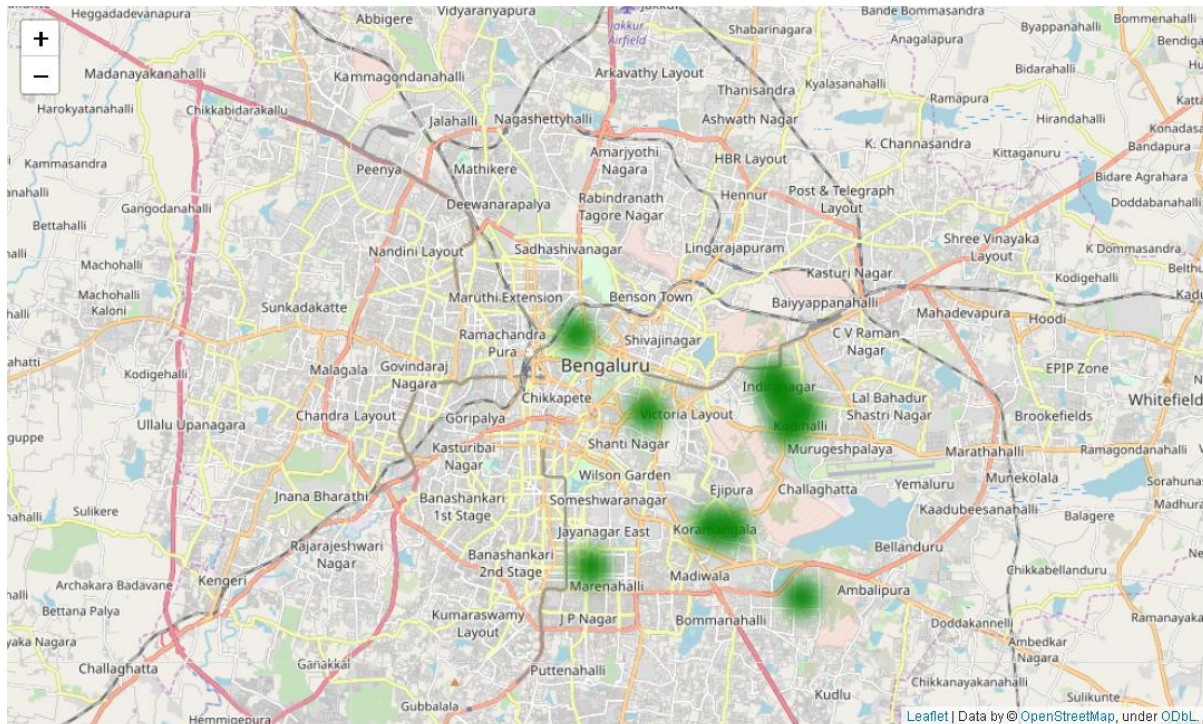 Heggadadevanapura
Vidyaranyapura
Abbigere
Jakkur
Airfield
Bande Bommasandra
Shabarinagara
Anagalapura
Byappanahalli
Bommenahalli
+
−
Madanayakanahalli
Kammagondanahalli
Arkavathy Layout
Bidarahalli
Thanisandra
Kyalasanahalli
Harokyatanahalli
Chikkabidarakallu
Jalahalli
Nagashettyhalli
Ashwath Nagar
Ramapura
Hirandahalli
Kammasandra
Peenya
Mathikere
Amarjyothi
Nagara
HBR Layout
K. Channasandra
Kittaganuru
Bandapura
Bidare Agrahara
Gangodanahalli
Deewanarapalya
Rabindranath
Tagore Nagar
Hennur
Post & Telegraph
Layout
Doddabanahalli
Bettahalli
Nandini Layout
Sadhashivanagar
Lingarajapuram
Shree Vinayaka
Layout
K Dommasandra
Machohalli
Kasturi Nagar
Kodigehalli
Machohalli
Kaloni
Sunkadakatte
Maruthi Extension
Benson Town
Baiyyappanahalli
Mahadevapura
Hoodi
Ramachandra
Pura
Shivajinagar
C V Raman
Nagar
Kodigehalli
Malagala
Govindaraj
Nagara
Bengaluru
Indiranagar
EPIP Zone
Chikkapete
Lal Bahadur
Shastri Nagar
Whitefield
Chandra Layout
Goripalya
Victoria Layout
Kodihalli
Brookefields
Ullalu Upanagara
Kasturibai
Nagar
Shanti Nagar
Murugeshpalaya
Marathahalli
Ramagondanahalli
Wilson Garden
Jnana Bharathi
Banashankari
1st Stage
Someshwaranagar
Ejipura
Challaghatta
Yemaluru
Munekolala
Sulikere
Kaadubeesanahalli
Balagere
Rajarajeshwari
Nagar
Jayanagar East
Koramangala
Bellanduru
Banashankari
2nd Stage
Chikkabellanduru
Archakara Badavane
Kengeri
Marenahalli
Madiwala
Ambalipura
Bettana Palya
Kumaraswamy
Layout
J P Nagar
Bommanahalli
Doddakannelli
Ambedkar
Nagara
Challaghatta
Ganakkal
Puttenahalli
Kudlu
Chikkanayakanahalli
Gubbalala
Sulikunte
Hemmigepura
Leaflet | Data by © OpenStreetMap, under ODbL.